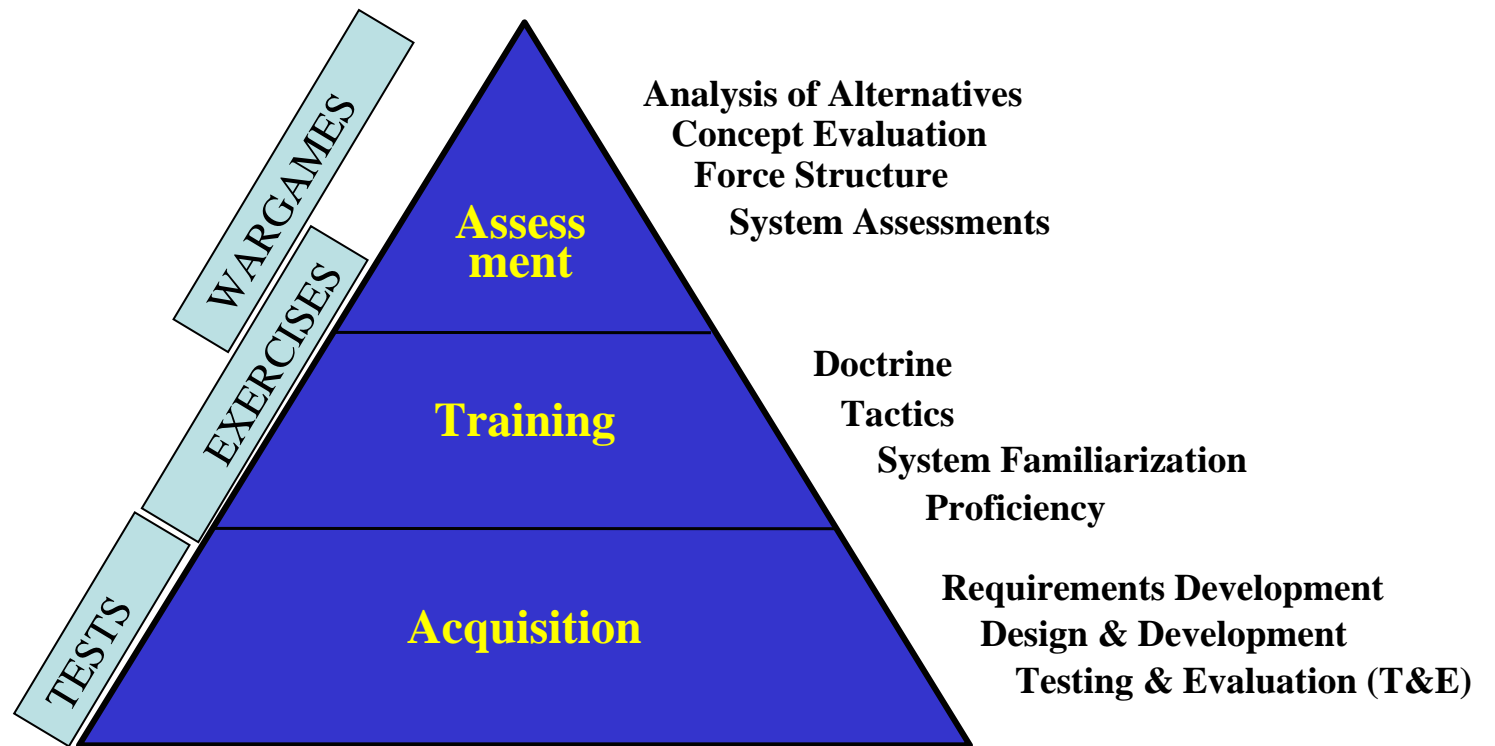 WARGAMES
EXERCISES
TESTS
Assess
ment
Training
Acquisition
Analysis of Alternatives
Concept Evaluation
Force Structure
System Assessments
Doctrine
Tactics
System Familiarization
Proficiency
Requirements Development
Design & Development
Testing & Evaluation (T&E)